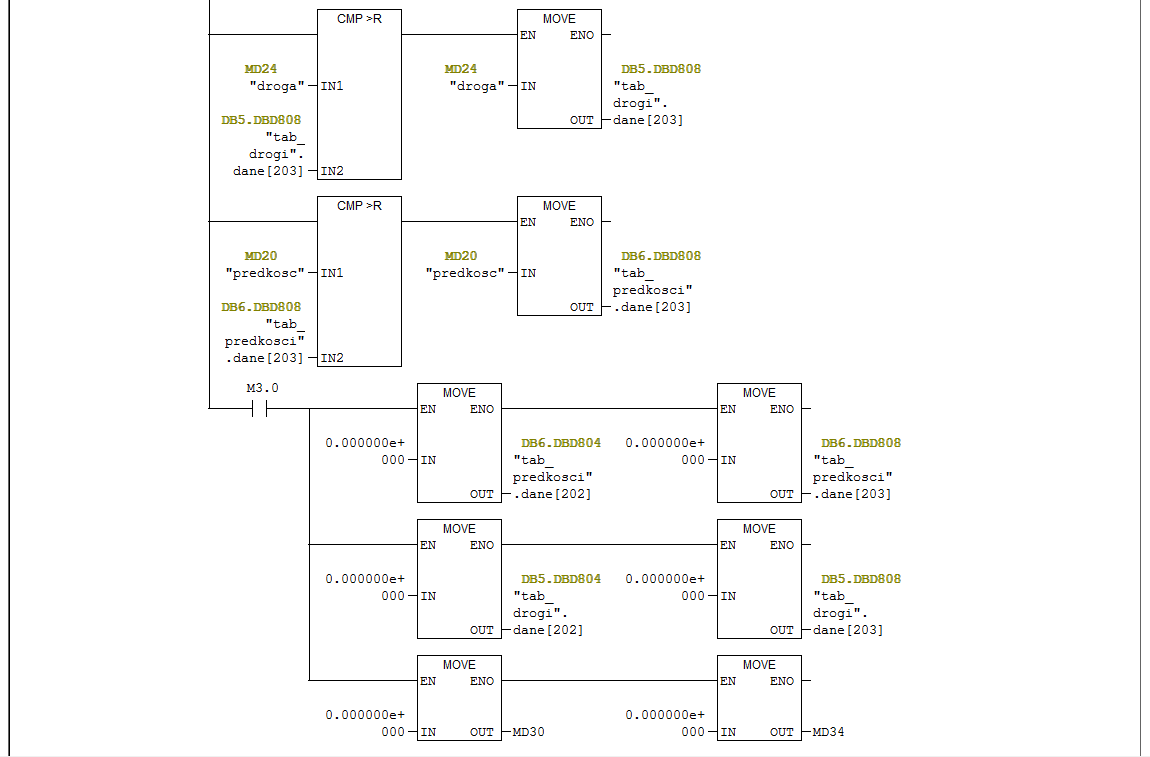 CMP >R
MOVE
EN ENO
MD24
"droga"
IN1
MD24
"droga"
IN
DB5.DBD808
"tab_
drogi".
OUT
dane[203]
DB5.DBD808
"tab_
drogi".
dane[203]
IN2
CMP >R
MOVE
EN ENO
MD20
"predkosc"
IN1
MD20
"predkosc"
IN
DB6.DBD808
"tab_
predkosci"
OUT
.dane[203]
DB6.DBD808
"tab_
predkosci"
.dane[203]
IN2
M3.0
MOVE
EN ENO
0.000000e+
000
IN
DB6.DBD804
"tab_
predkosci"
OUT
.dane[202]
MOVE
EN ENO
0.000000e+
000
IN
DB6.DBD808
"tab_
predkosci"
OUT
.dane[203]
MOVE
EN ENO
0.000000e+
000
IN
DB5.DBD804
"tab_
drogi".
OUT
dane[202]
MOVE
EN ENO
0.000000e+
000
IN
DB5.DBD808
"tab_
drogi".
OUT
dane[203]
MOVE
EN ENO
0.000000e+
000
IN OUT
MD30
MOVE
EN ENO
0.000000e+
000
IN OUT
MD34